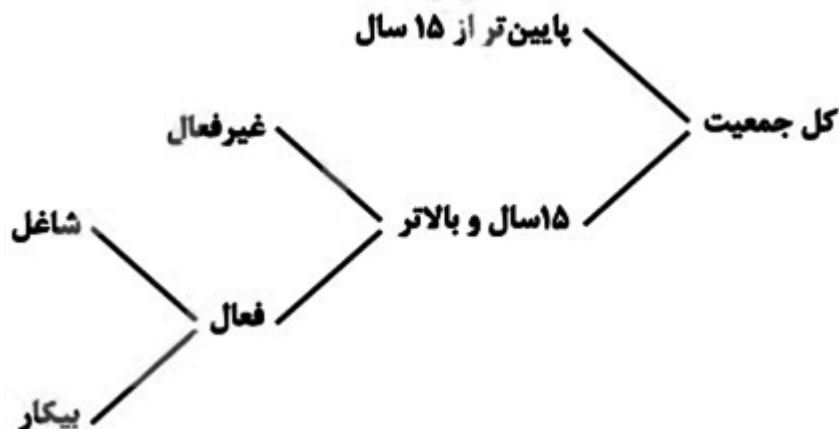 پایین‌تر از ۱۵ سال
کل جمعیت
غیرفعال
۱۵سال و بالاتر
شاغل
فعال
بیکار